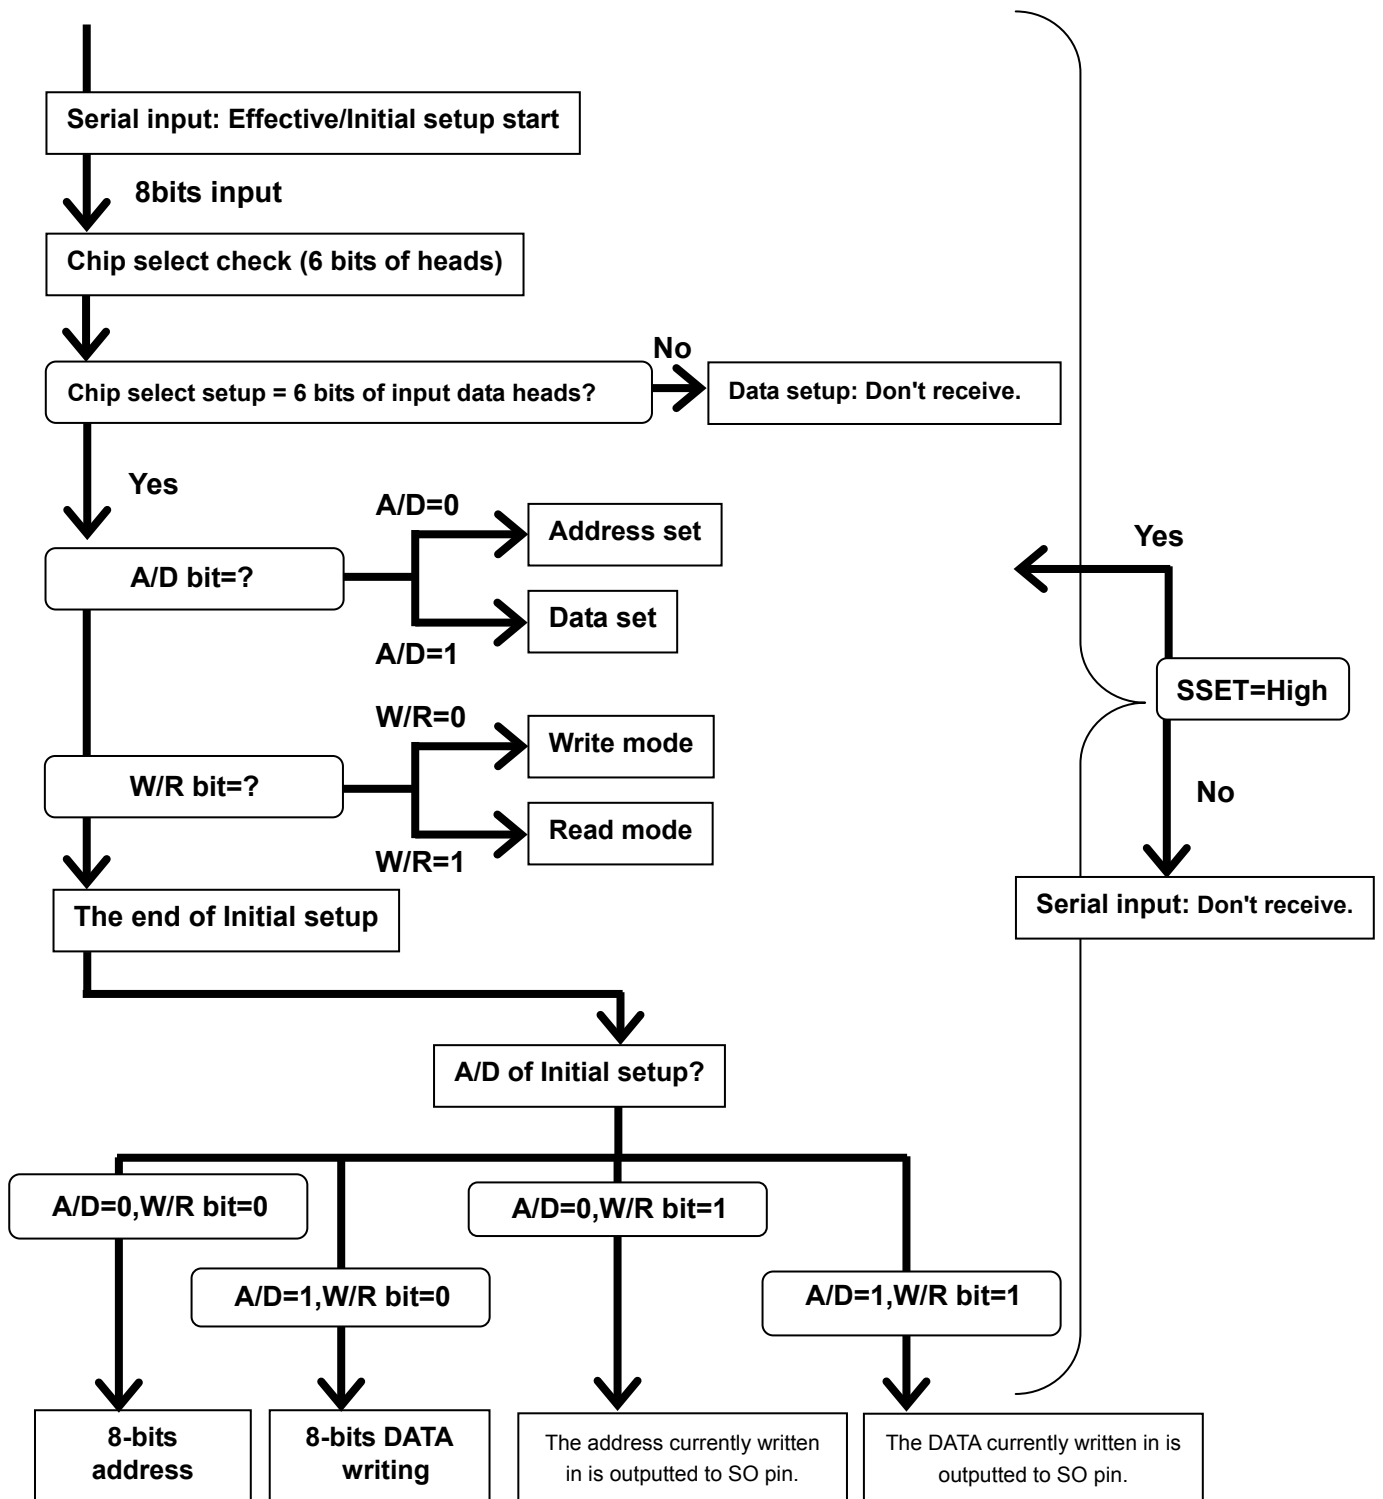 Serial input: Effective/Initial setup start
8bits input
Chip select check (6 bits of heads)
Chip select setup = 6 bits of input data heads?
No
Data setup: Don't receive.
Yes
A/D bit=?
A/D=0
Address set
Data set
A/D=1
W/R bit=?
W/R=0
Write mode
Read mode
W/R=1
The end of Initial setup
Yes
SSET=High
No
Serial input: Don't receive.
A/D of Initial setup?
A/D=0,W/R bit=0
A/D=1,W/R bit=0
A/D=0,W/R bit=1
A/D=1,W/R bit=1
8-bits
address
8-bits DATA
writing
The address currently written
in is outputted to SO pin.
The DATA currently written in is
outputted to SO pin.